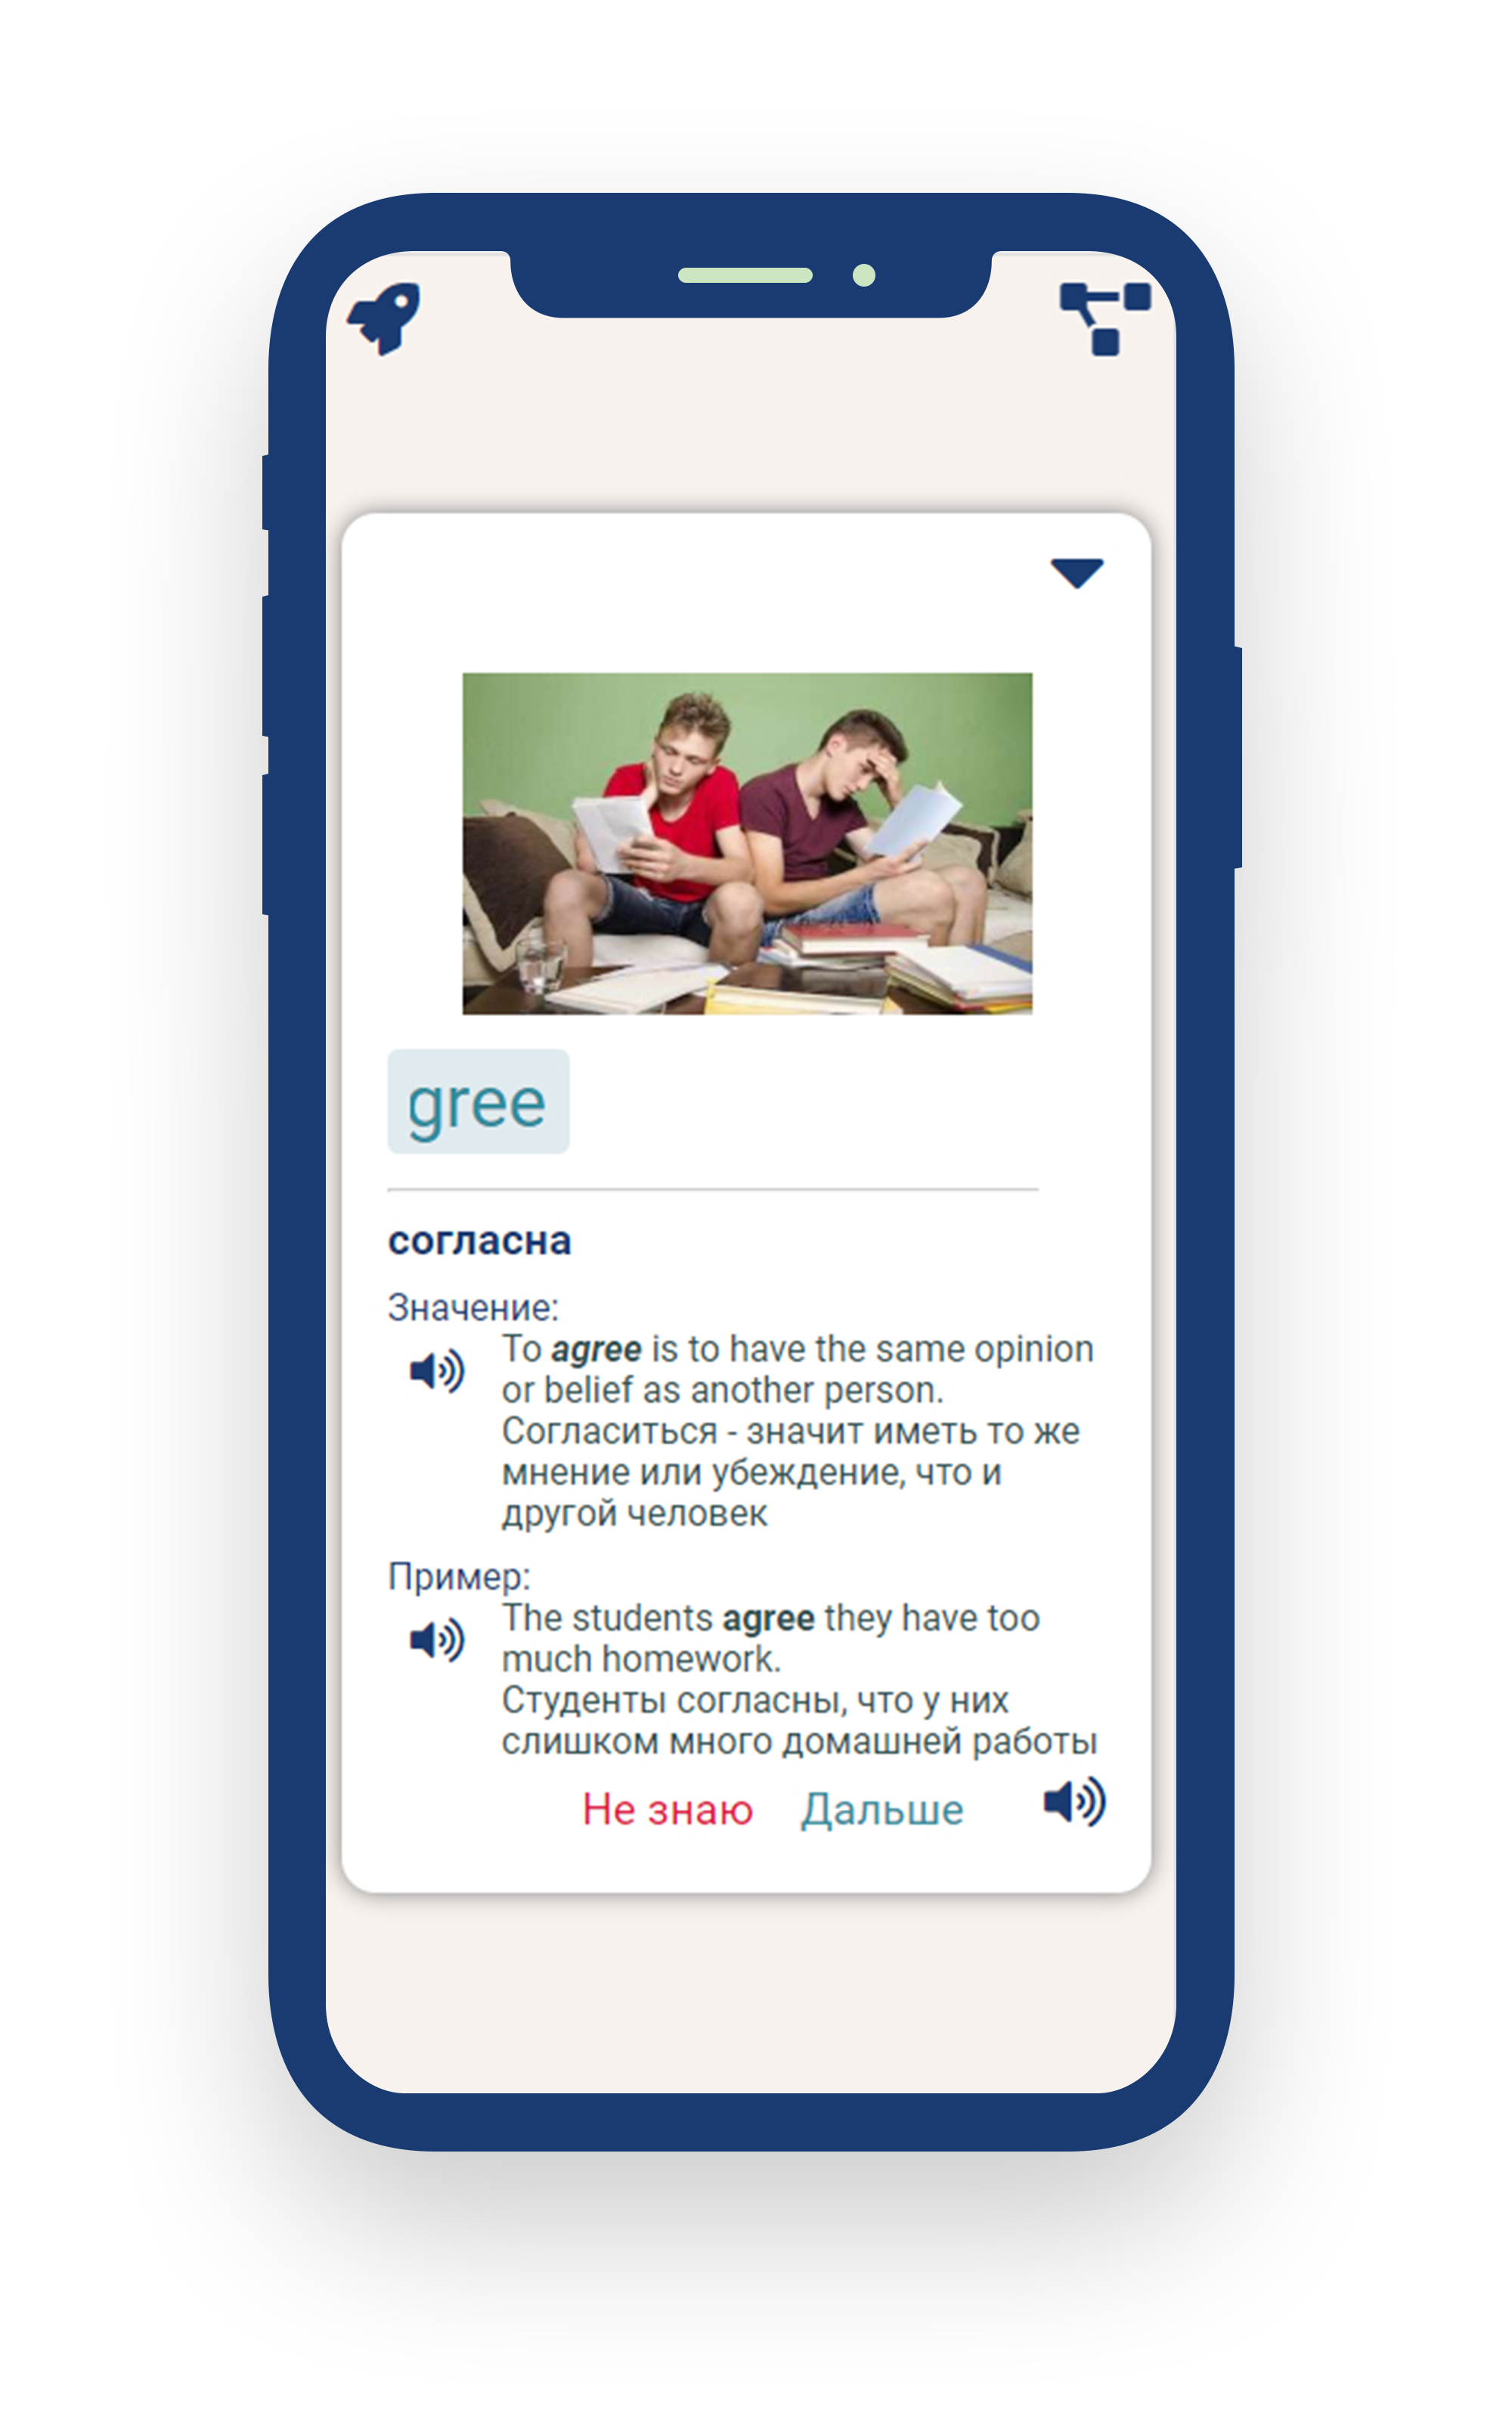 gree
согласна
Значение:
To agree is to have the same opinion
or belief as another person.
Согласиться - значит иметь то же
мнение или убеждение, что и
другой человек
Пример:
The students agree they have too
much homework.
Студенты согласны, что у них
слишком много домашней работы
Не знаю Дальше